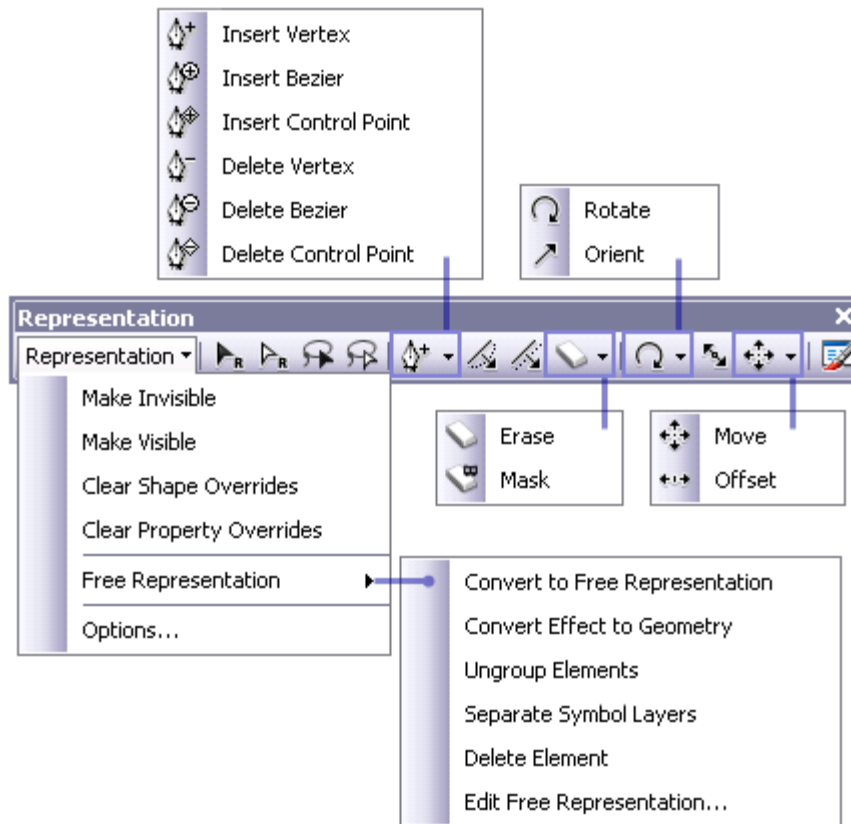 Insert Vertex
Insert Bezier
Insert Control Point
Delete Vertex
Delete Bezier
Delete Control Point
Rotate
Orient
Representation
Representation
R
R
Make Invisible
Make Visible
Clear Shape Overrides
Clear Property Overrides
Free Representation
Options...
Erase
Mask
Move
Offset
Convert to Free Representation
Convert Effect to Geometry
Ungroup Elements
Separate Symbol Layers
Delete Element
Edit Free Representation...